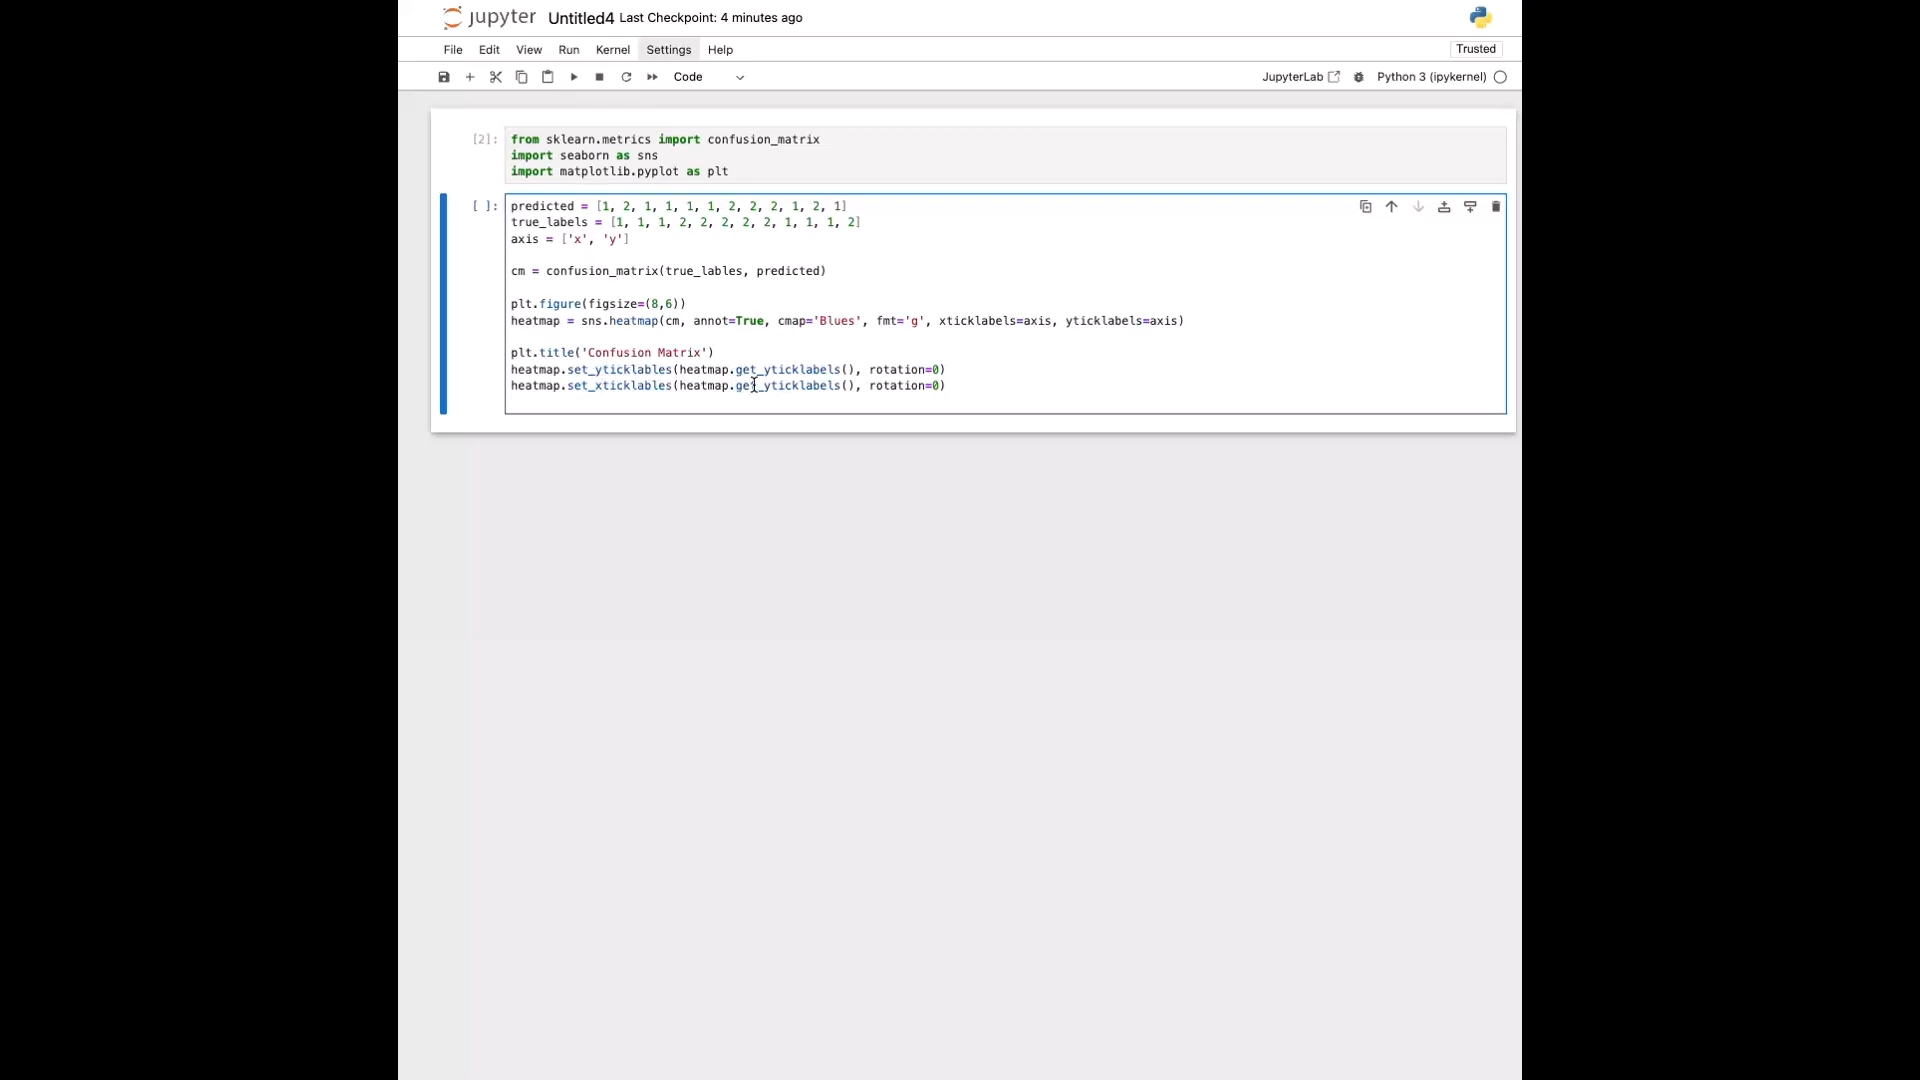 jupyter Untitled4 Last Checkpoint: 4 minutes ago
File Edit View Run Kernel Settings Help Trusted
Code JupyterLab Python 3 (ipykernel)
[2]: from sklearn.metrics import confusion_matrix
import seaborn as sns
import matplotlib.pyplot as plt
[ ]: predicted = [1, 2, 1, 1, 1, 1, 2, 2, 2, 1, 2, 1]
true_labels = [1, 1, 1, 2, 2, 2, 2, 2, 1, 1, 1, 2]
axis = ['x', 'y']
cm = confusion_matrix(true_lables, predicted)
plt.figure(figsize=(8,6))
heatmap = sns.heatmap(cm, annot=True, cmap='Blues', fmt='g', xticklabels=axis, yticklabels=axis)
plt.title('Confusion Matrix')
heatmap.set_yticklables(heatmap.get_yticklabels(), rotation=0)
heatmap.set_xticklables(heatmap.get_yticklabels(), rotation=0)